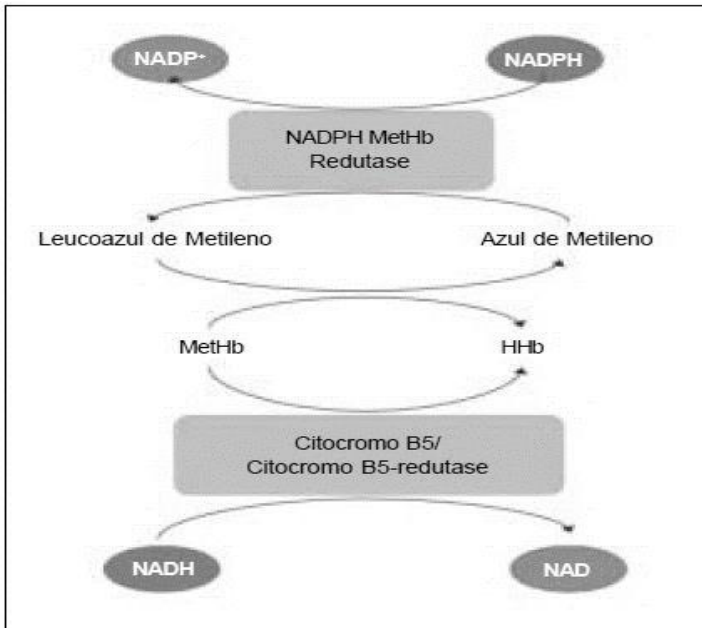 NADP+ NADPH
NADPH MetHb
Redutase
Leucoazul de Metileno Azul de Metileno
MetHb HHb
Citocromo B5/
Citocromo B5-redutase
NADH NAD